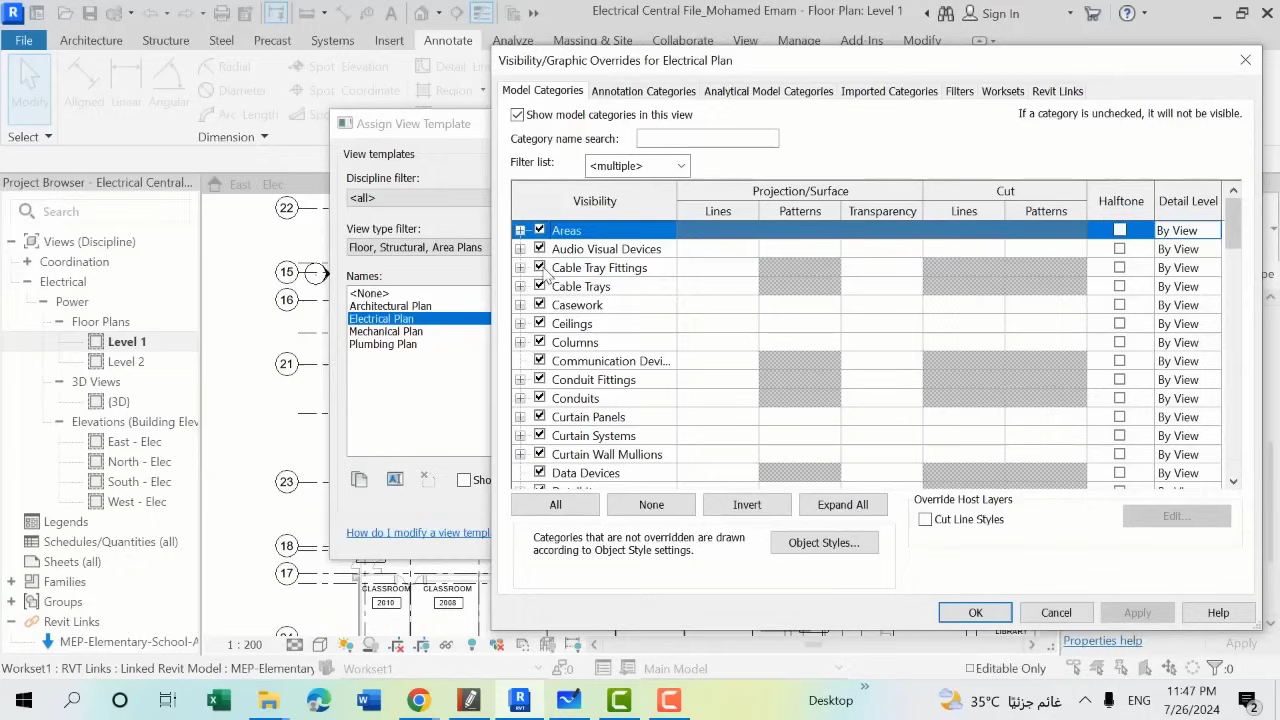 Electrical Central File_Mohamed Emam - Floor Plan: Level 1
Sign In
File
Architecture
Structure
Steel
Precast
Systems
Insert
Annotate
Analyze
Massing & Site
Collaborate
View
Manage
Add-Ins
Modify
Modify
Aligned
Linear
Angular
Radial
Diameter
Arc Length
Spot Elevation
Detail
Region
Select
Dimension
Project Browser - Electrical Central...
Search
Views (Discipline)
Coordination
Electrical
Power
Floor Plans
Level 1
Level 2
3D Views
{3D}
Elevations (Building Elev
East - Elec
North - Elec
South - Elec
West - Elec
Legends
Schedules/Quantities (all)
Sheets (all)
Families
Groups
Revit Links
MEP-Elementary-School-A
East
Elec
22
15
16
21
23
18
17
CLASSROOM
2010
CLASSROOM
2008
LIBRARY
Assign View Template
View templates
Discipline filter:
<all>
View type filter:
Floor, Structural, Area Plans
Names:
<None>
Architectural Plan
Electrical Plan
Mechanical Plan
Plumbing Plan
Sho
How do I modify a view templ
Visibility/Graphic Overrides for Electrical Plan
Model Categories
Annotation Categories
Analytical Model Categories
Imported Categories
Filters
Worksets
Revit Links
Show model categories in this view
If a category is unchecked, it will not be visible.
Category name search:
Filter list:
<multiple>
Visibility
Projection/Surface
Cut
Halftone
Detail Level
Lines
Patterns
Transparency
Lines
Patterns
Areas
By View
Audio Visual Devices
By View
Cable Tray Fittings
By View
Cable Trays
By View
Casework
By View
Ceilings
By View
Columns
By View
Communication Devi...
By View
Conduit Fittings
By View
Conduits
By View
Curtain Panels
By View
Curtain Systems
By View
Curtain Wall Mullions
By View
Data Devices
By View
All
None
Invert
Expand All
Override Host Layers
Cut Line Styles
Edit...
Categories that are not overridden are drawn
according to Object Style settings.
Object Styles...
OK
Cancel
Apply
Help
1 : 200
Properties help
Apply
Workset1 : RVT Links : Linked Revit Model : MEP-Elementary
Workset1
:0
Main Model
Editable Only
:0
Desktop
35°C
غائم جزئيًا
ENG
11:47 PM
7/26/2024
2